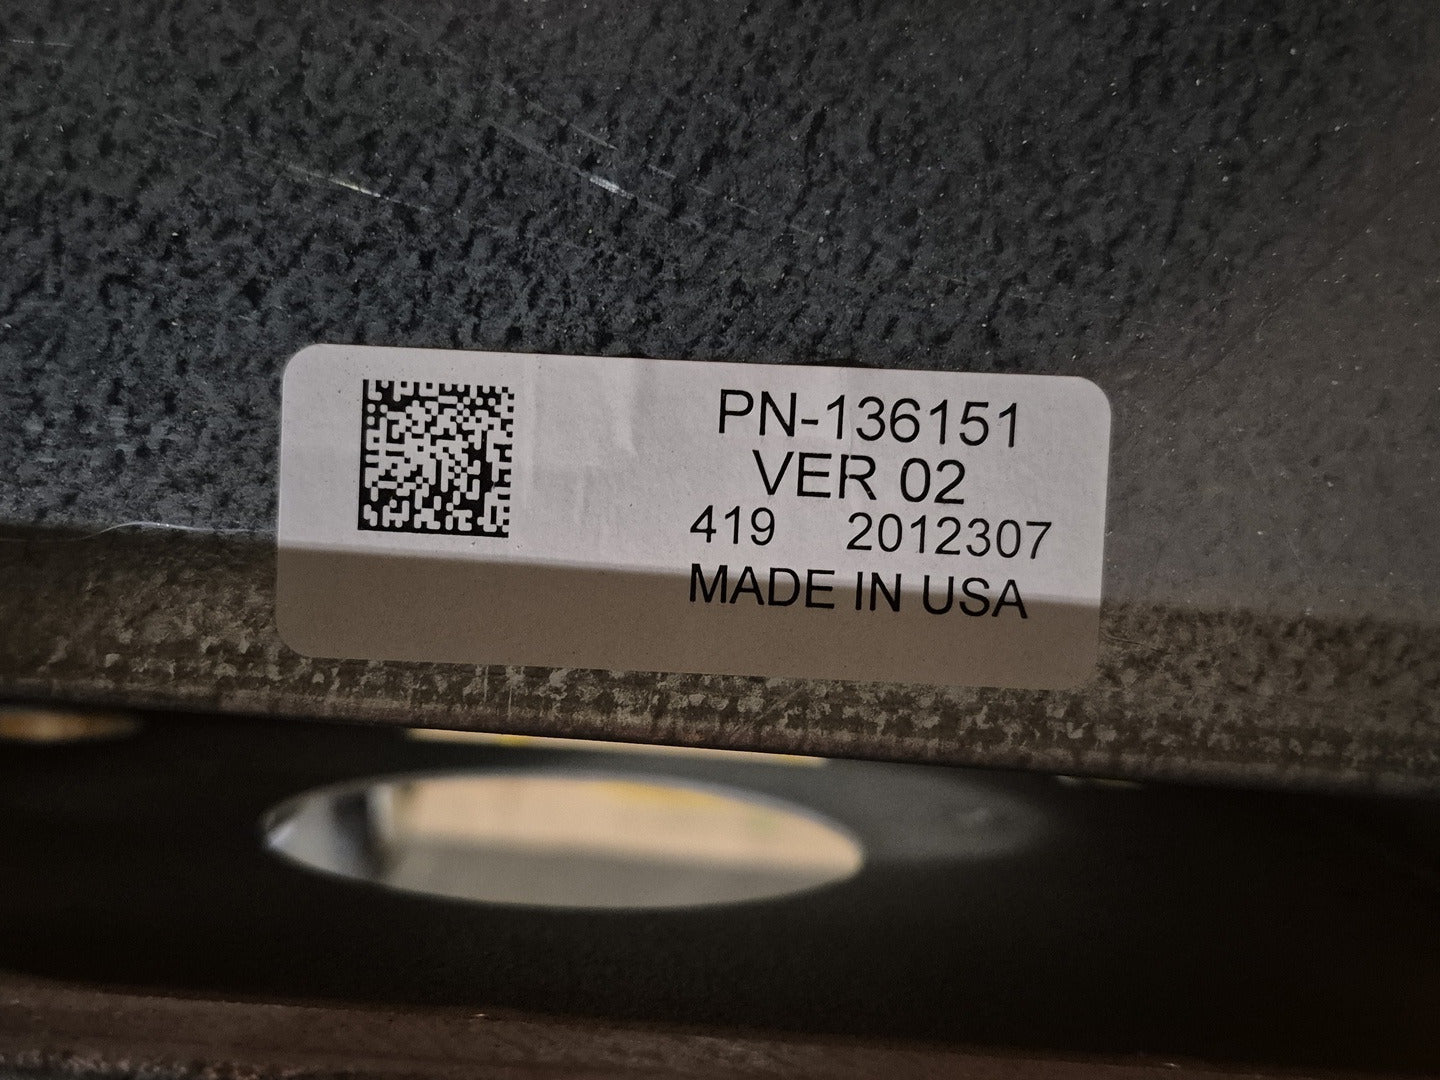 PN-136151
VER 02
419 2012307
MADE IN USA